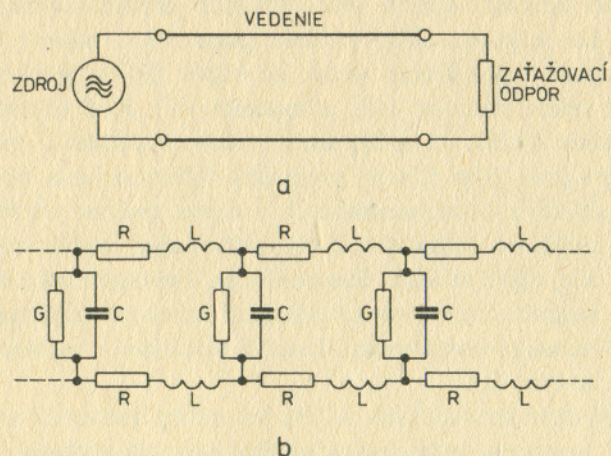 VEDENIE
ZDROJ
ZAŤAŽOVACÍ
ODPOR
a
R L R L L
G C G C G C
R L R L R L
b